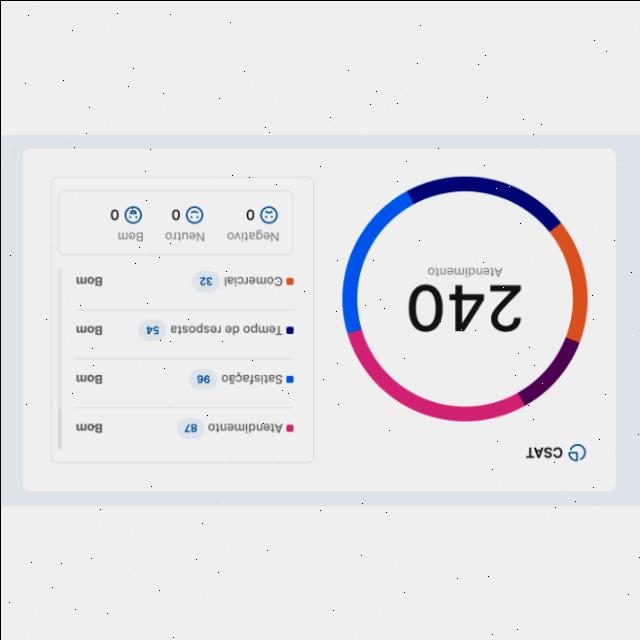 CSAT
240
Atendimento
Atendimento 87 Bom
Satisfação 96 Bom
Tempo de resposta 54 Bom
Comercial 32 Bom
Negativo Neutro Bom
0 0 0